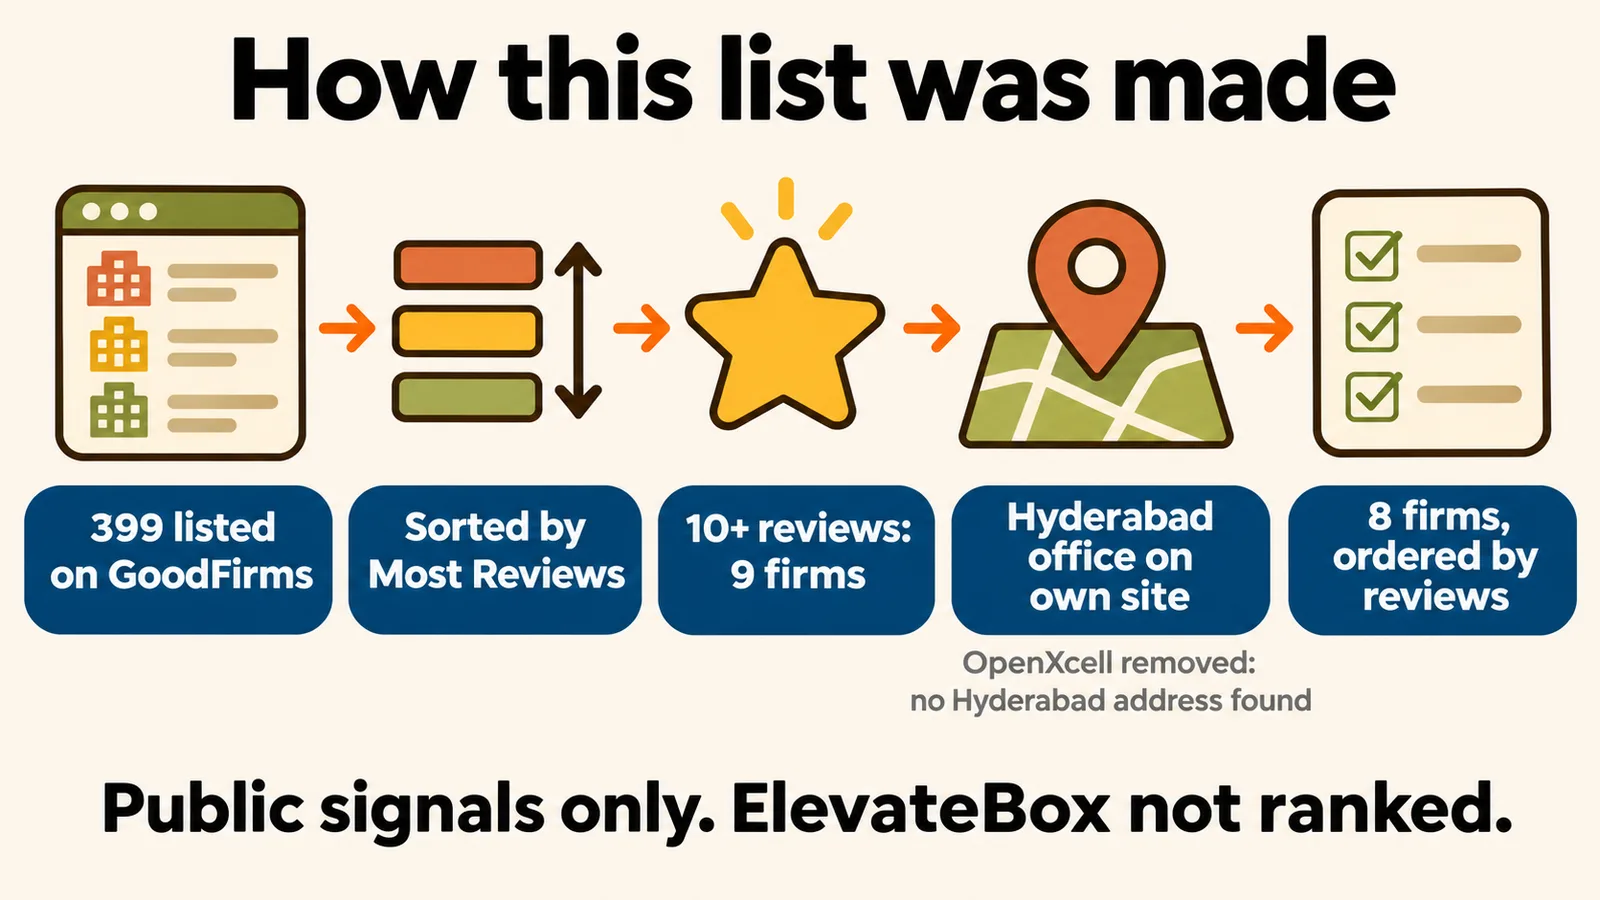 How this list was made
399 listed
on GoodFirms
Sorted by
Most Reviews
10+ reviews:
9 firms
Hyderabad
office on
own site
8 firms,
ordered by
reviews
OpenXcell removed:
no Hyderabad address found
Public signals only. ElevateBox not ranked.